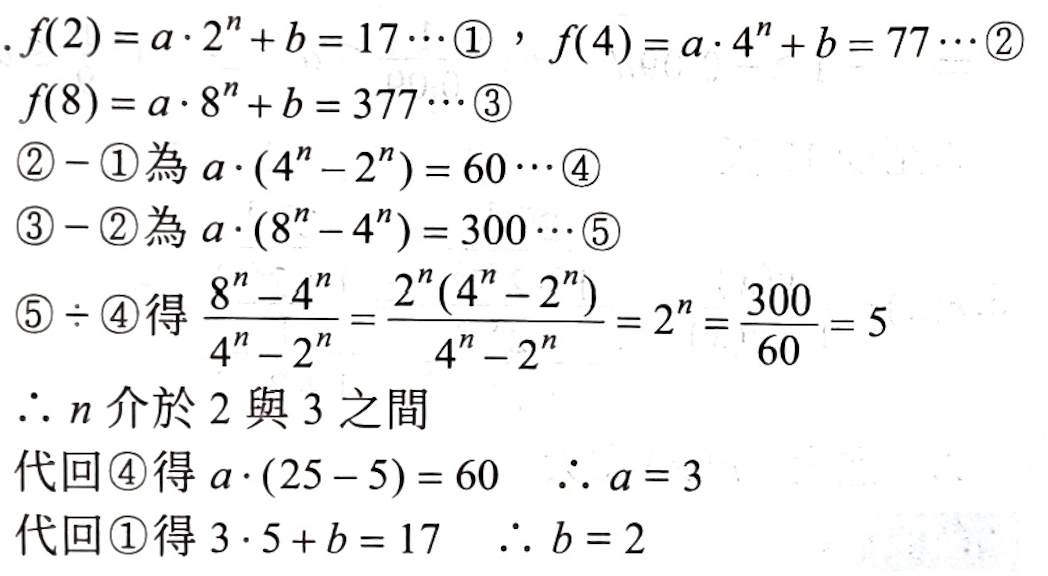 . f(2) = a · 2ⁿ + b = 17 ⋯ ①，f(4) = a · 4ⁿ + b = 77 ⋯ ②
f(8) = a · 8ⁿ + b = 377 ⋯ ③
② − ① 為 a · (4ⁿ − 2ⁿ) = 60 ⋯ ④
③ − ② 為 a · (8ⁿ − 4ⁿ) = 300 ⋯ ⑤
⑤ ÷ ④ 得 (8ⁿ − 4ⁿ)/(4ⁿ − 2ⁿ) = 2ⁿ(4ⁿ − 2ⁿ)/(4ⁿ − 2ⁿ) = 2ⁿ = 300/60 = 5
∴ n 介於 2 與 3 之間
代回④得 a · (25 − 5) = 60 ∴ a = 3
代回①得 3 · 5 + b = 17 ∴ b = 2